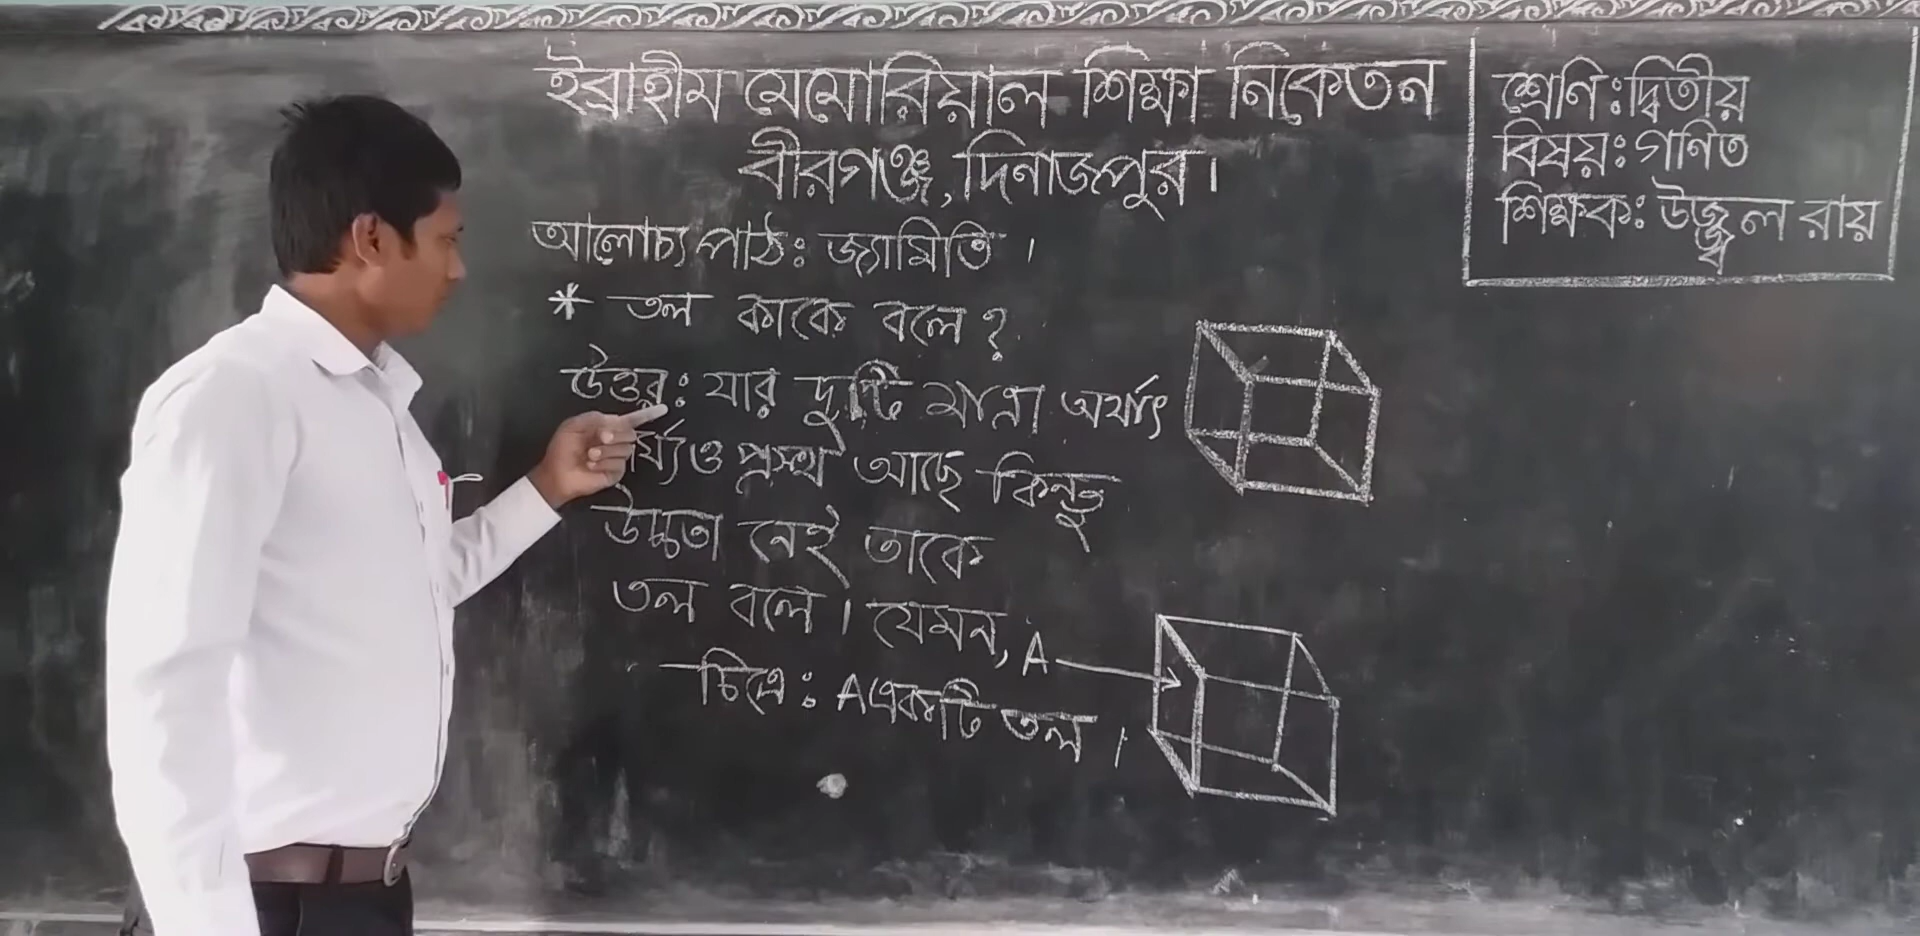 ইব্রাহীম মেমোরিয়াল শিক্ষা নিকেতন
বীরগঞ্জ, দিনাজপুর।
শ্রেণি ঃ দ্বিতীয়
বিষয় ঃ গণিত
শিক্ষক ঃ উজ্জ্বল রায়
আলোচ্য পাঠ ঃ জ্যামিতি ।
* তল কাকে বলে ?
উত্তর ঃ যার দুটি মাত্রা অর্থাৎ
ও প্রস্থ আছে কিন্তু
উচ্চতা নেই তাকে
তল বলে । যেমন, A
চিত্রে ঃ A একটি তল ।